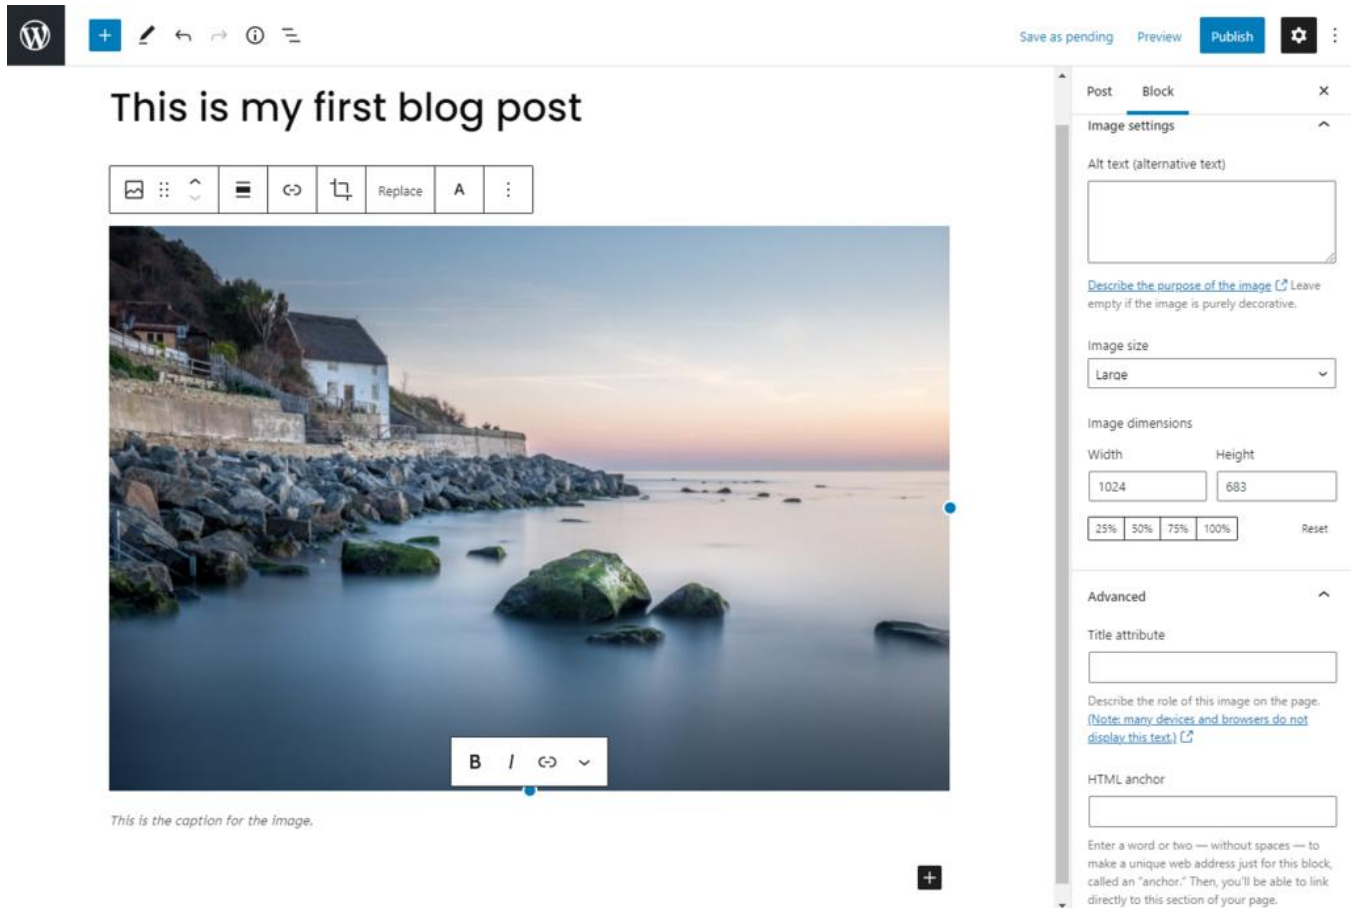 Save as pending Preview Publish
This is my first blog post
Replace A
B I
This is the caption for the image.
Post Block
Image settings
Alt text (alternative text)
Describe the purpose of the image Leave
empty if the image is purely decorative.
Image size
Large
Image dimensions
Width Height
1024 683
25% 50% 75% 100% Reset
Advanced
Title attribute
Describe the role of this image on the page.
(Note: many devices and browsers do not
display this text.)
HTML anchor
Enter a word or two — without spaces — to
make a unique web address just for this block,
called an "anchor." Then, you'll be able to link
directly to this section of your page.